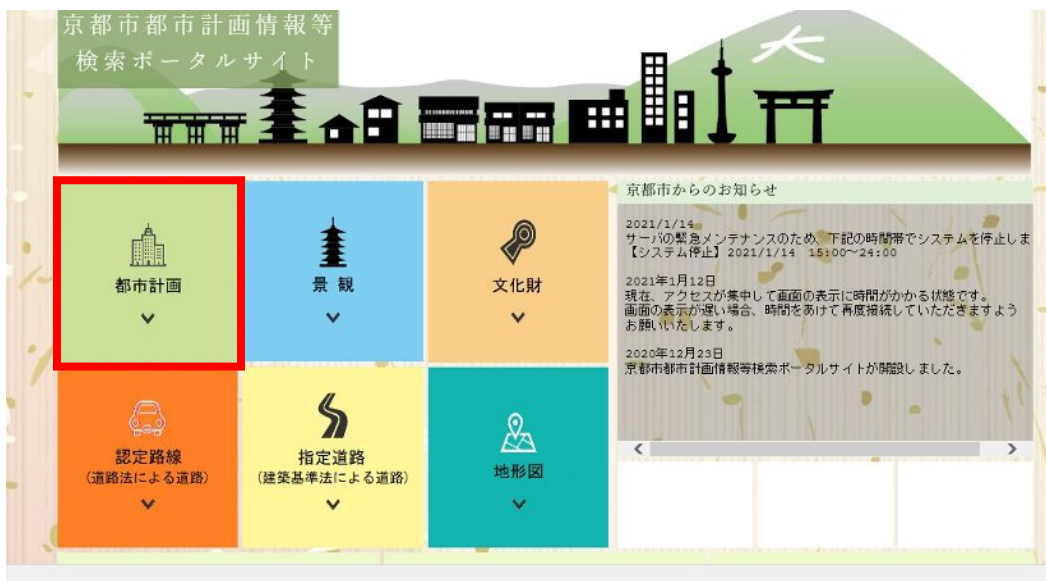 京都市都市計画情報等
検索ポータルサイト
大
都市計画
景観
文化財
認定路線
(道路法による道路)
指定道路
(建築基準法による道路)
地形図
京都市からのお知らせ
2021/1/14
サーバの緊急メンテナンスのため、下記の時間帯でシステムを停止しま
【システム停止】2021/1/14 15:00~24:00
2021年1月12日
現在、アクセスが集中して画面の表示に時間がかかる状態です。
画面の表示が遅い場合、時間をあけて再度接続していただきますよう
お願いいたします。
2020年12月23日
京都市都市計画情報等検索ポータルサイトが開設しました。